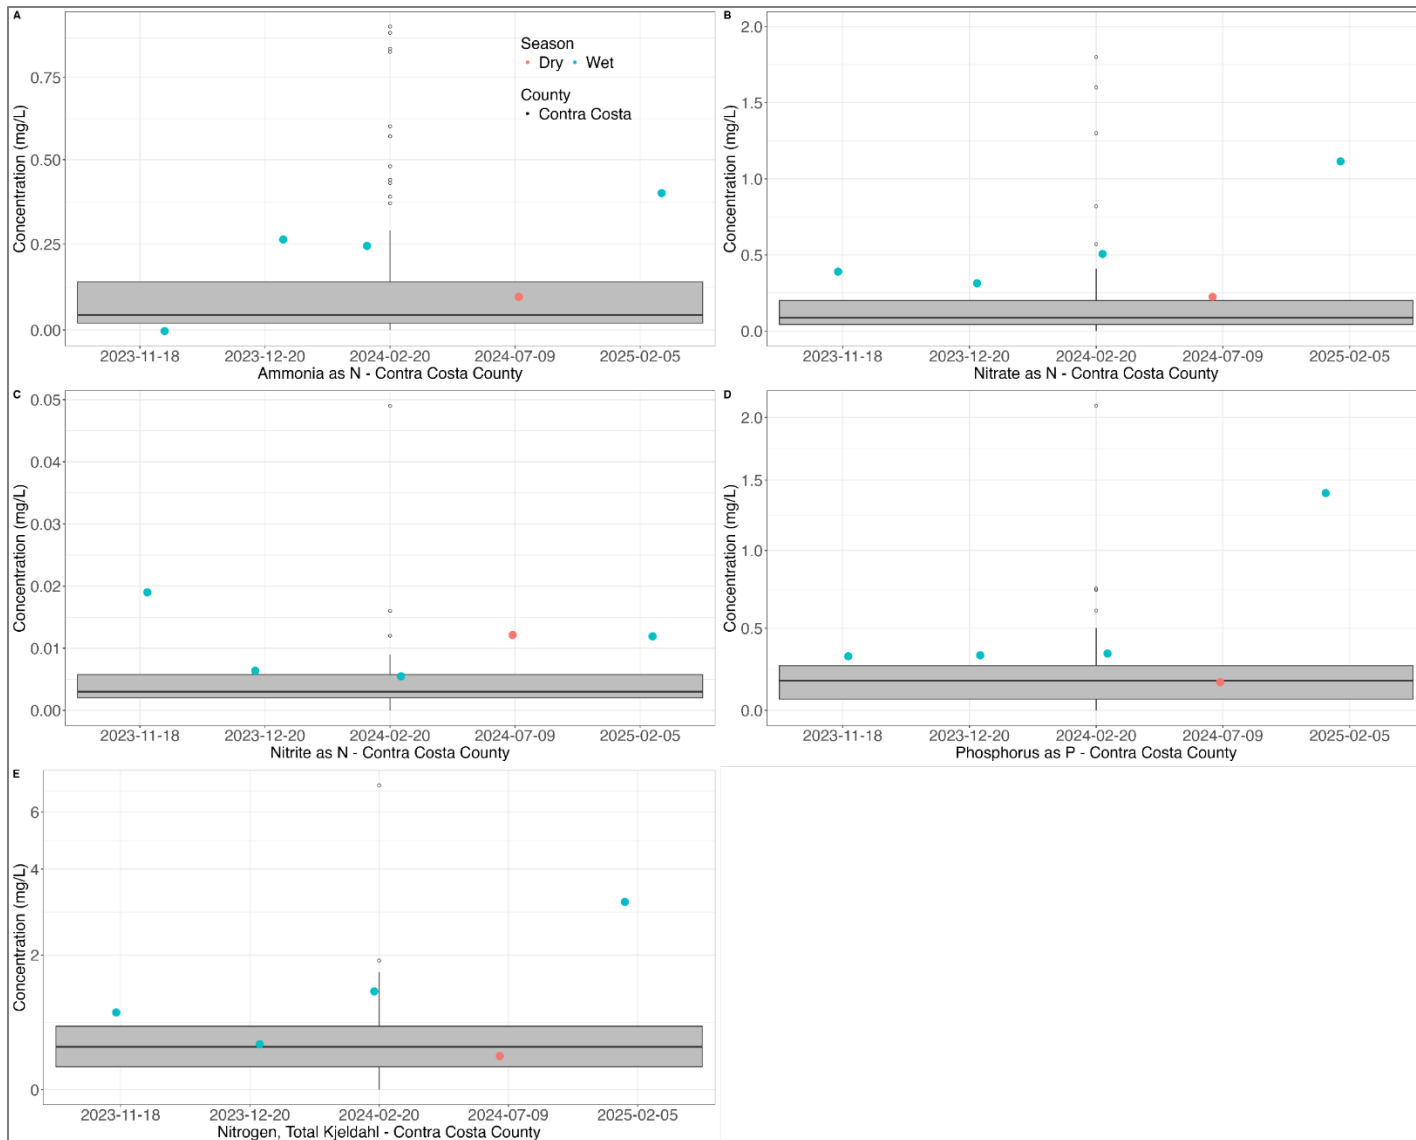 A
Concentration (mg/L)
0.75
0.50
0.25
0.00
Season
Dry Wet
County
Contra Costa
2023-11-18 2023-12-20 2024-02-20 2024-07-09 2025-02-05
Ammonia as N - Contra Costa County
B
Concentration (mg/L)
2.0
1.5
1.0
0.5
0.0
2023-11-18 2023-12-20 2024-02-20 2024-07-09 2025-02-05
Nitrate as N - Contra Costa County
C
Concentration (mg/L)
0.05
0.04
0.03
0.02
0.01
0.00
2023-11-18 2023-12-20 2024-02-20 2024-07-09 2025-02-05
Nitrite as N - Contra Costa County
D
Concentration (mg/L)
2.0
1.5
1.0
0.5
0.0
2023-11-18 2023-12-20 2024-02-20 2024-07-09 2025-02-05
Phosphorus as P - Contra Costa County
E
Concentration (mg/L)
6
4
2
0
2023-11-18 2023-12-20 2024-02-20 2024-07-09 2025-02-05
Nitrogen, Total Kjeldahl - Contra Costa County